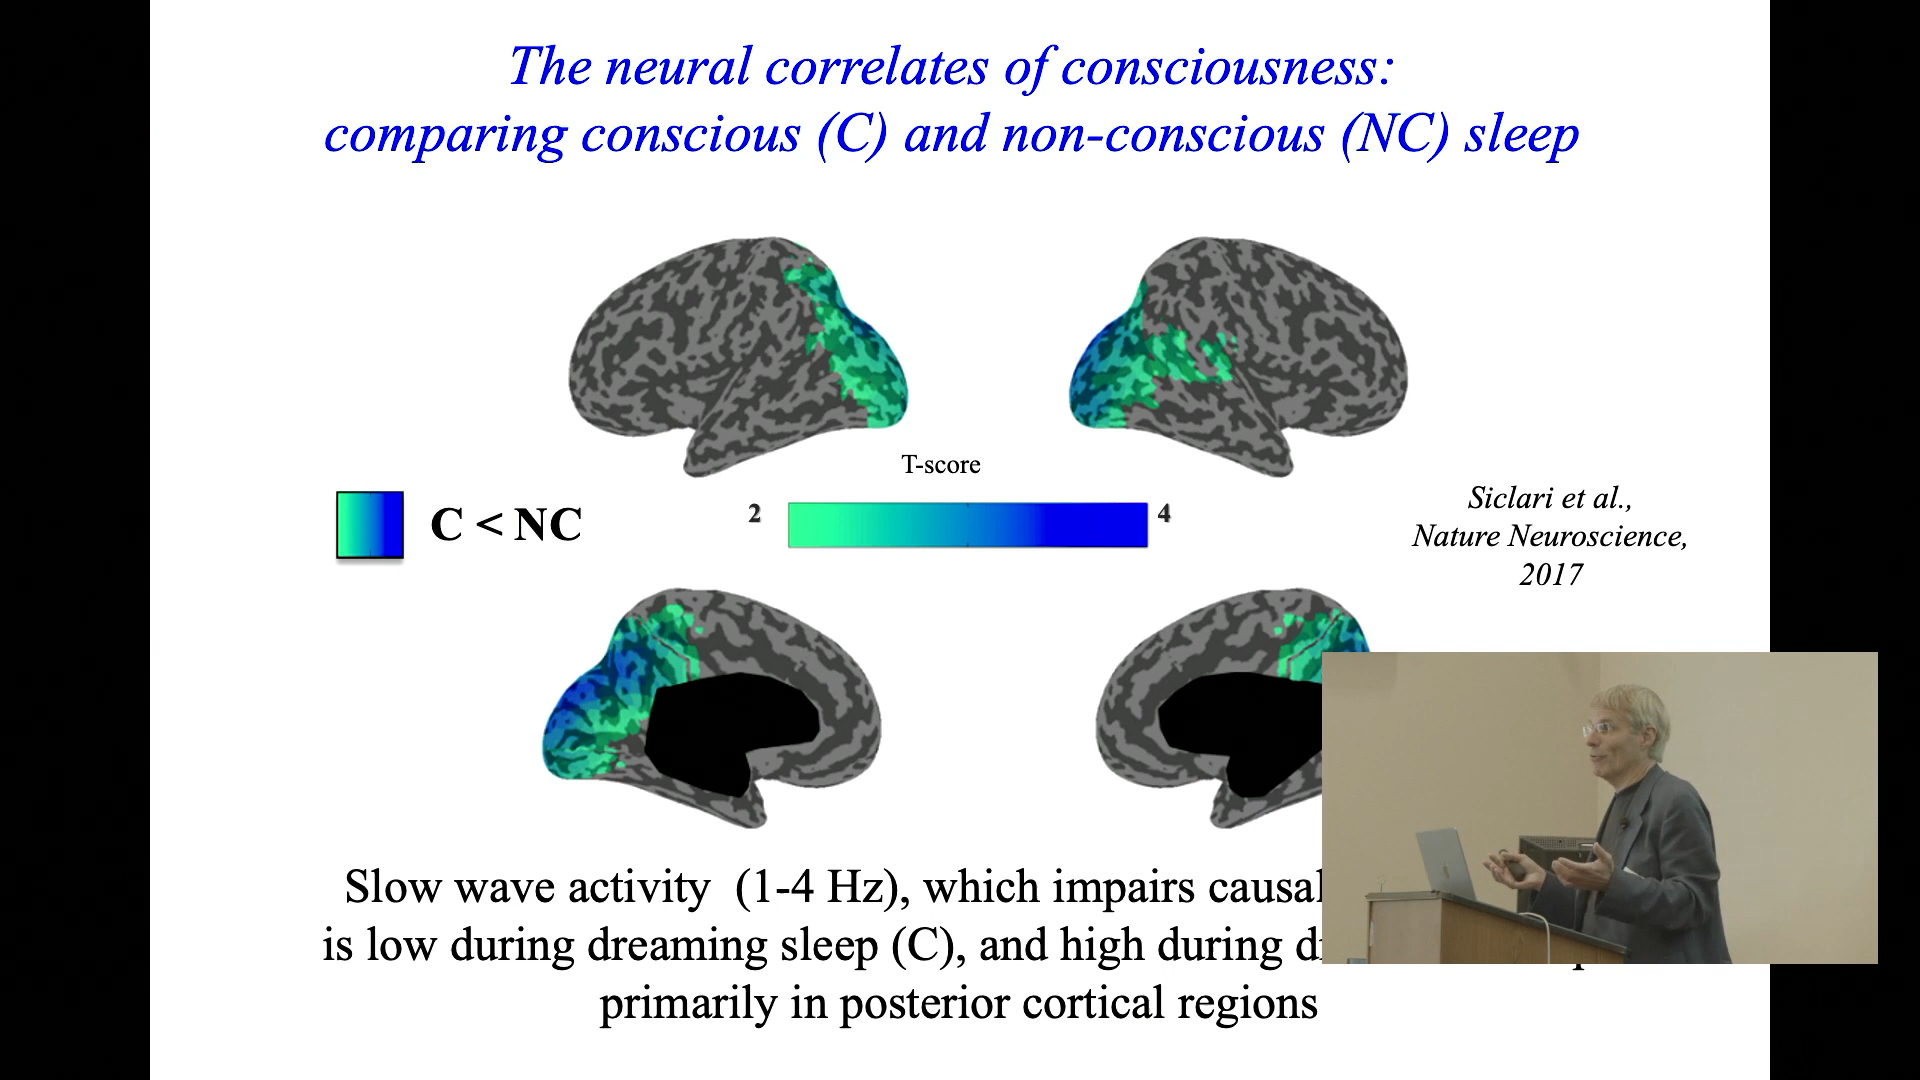 The neural correlates of consciousness:
comparing conscious (C) and non-conscious (NC) sleep
T-score
2
4
C < NC
Siclari et al.,
Nature Neuroscience,
2017
Slow wave activity (1-4 Hz), which impairs causal
is low during dreaming sleep (C), and high during
primarily in posterior cortical regions